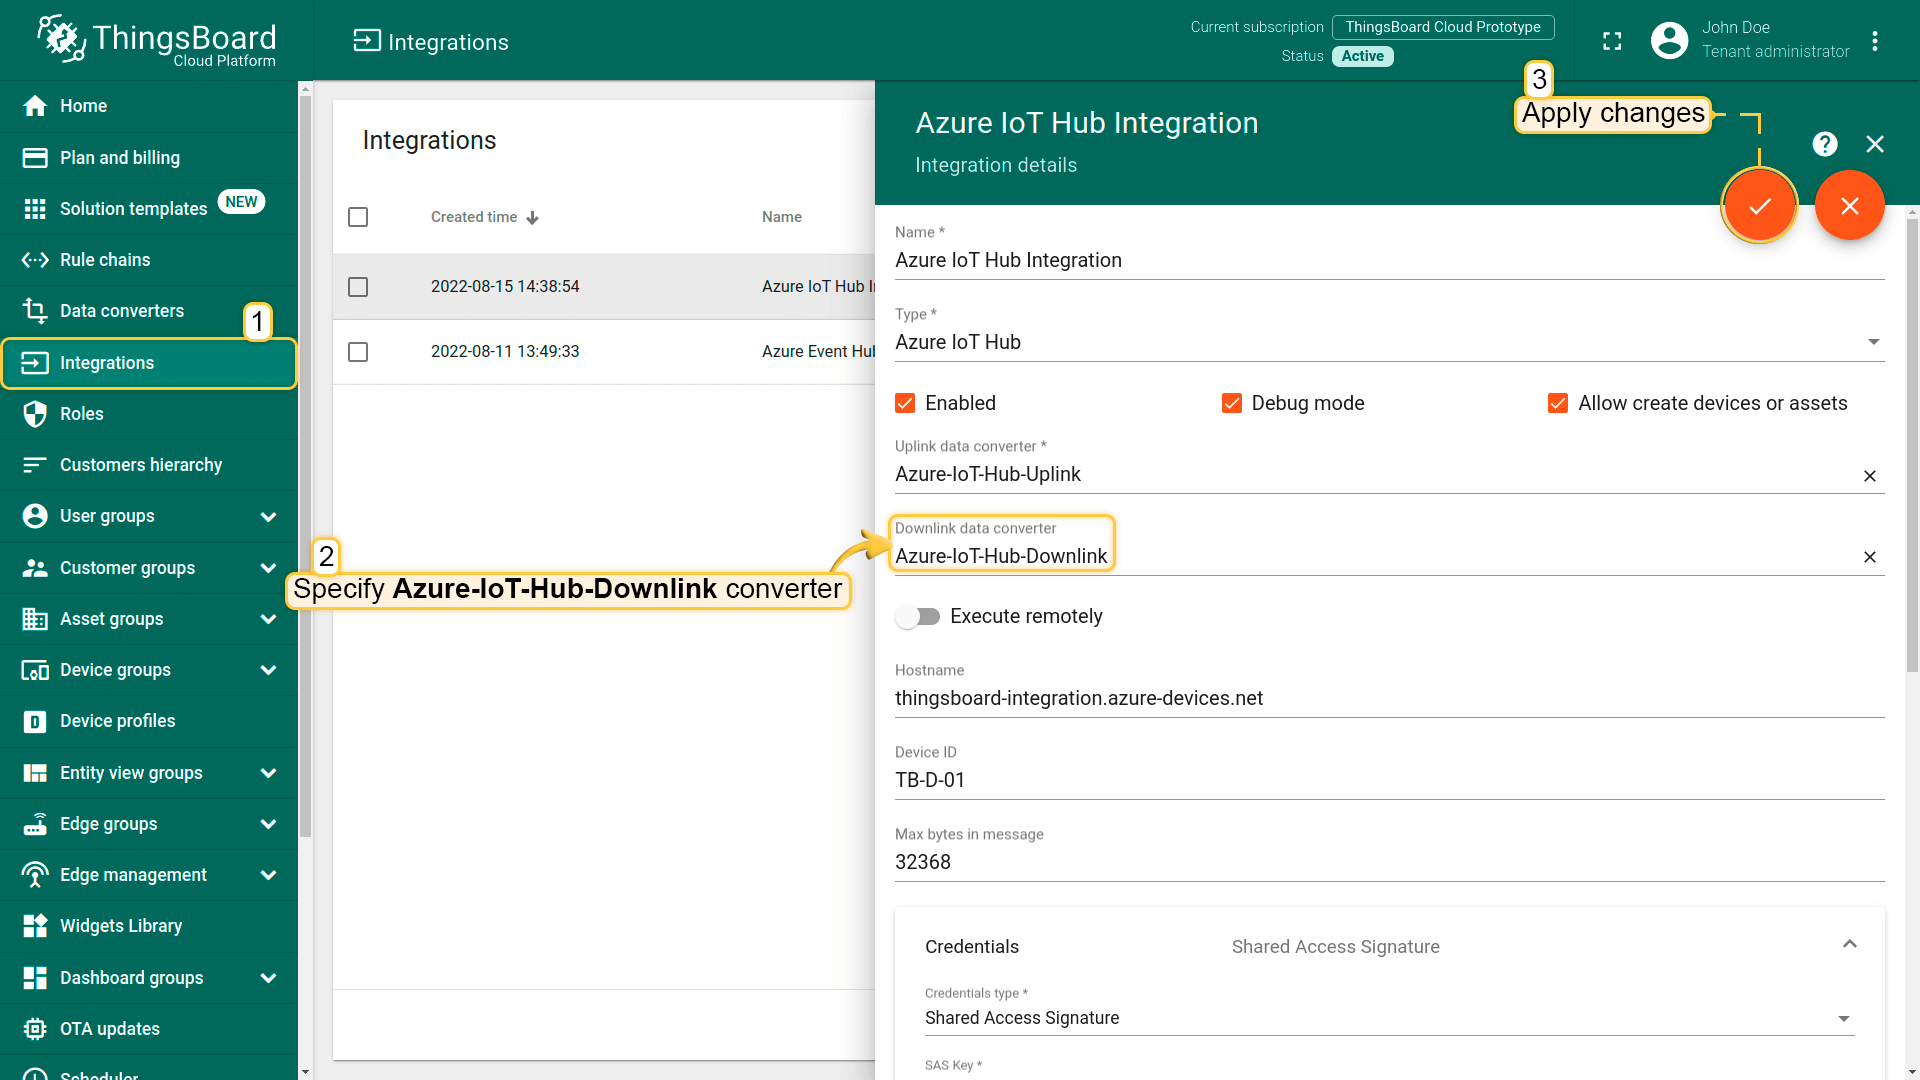 ThingsBoard
Cloud Platform
Integrations
Current subscription
ThingsBoard Cloud Prototype
Status
Active
John Doe
Tenant administrator
Home
Plan and billing
Solution templates
NEW
Rule chains
Data converters
1
Integrations
Roles
Customers hierarchy
User groups
Customer groups
Asset groups
Device groups
Device profiles
Entity view groups
Edge groups
Edge management
Widgets Library
Dashboard groups
OTA updates
Scheduler
Integrations
Created time
Name
2022-08-15 14:38:54
Azure IoT Hub I
2022-08-11 13:49:33
Azure Event Hub
2
Specify Azure-IoT-Hub-Downlink converter
3
Apply changes
Azure IoT Hub Integration
Integration details
Name *
Azure IoT Hub Integration
Type *
Azure IoT Hub
Enabled
Debug mode
Allow create devices or assets
Uplink data converter *
Azure-IoT-Hub-Uplink
Downlink data converter
Azure-IoT-Hub-Downlink
Execute remotely
Hostname
thingsboard-integration.azure-devices.net
Device ID
TB-D-01
Max bytes in message
32368
Credentials
Shared Access Signature
Credentials type *
Shared Access Signature
SAS Key *